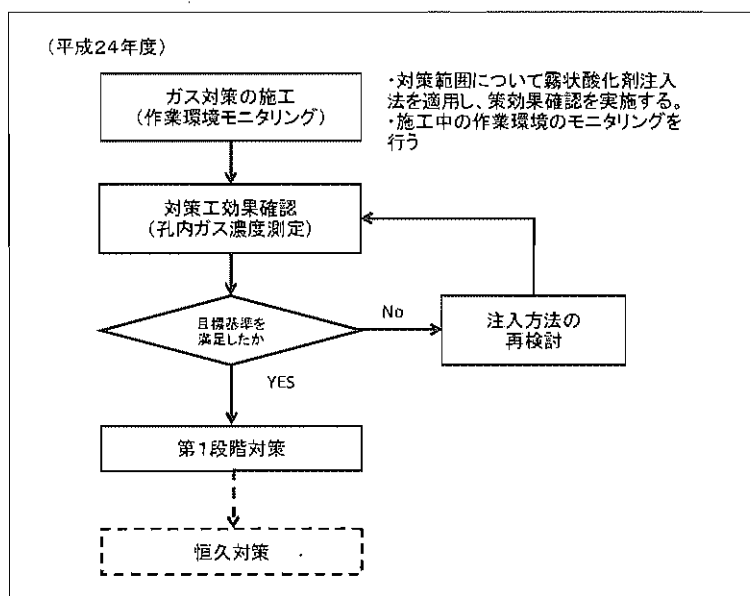 (平成24年度)
ガス対策の施工
(作業環境モニタリング)
・対策範囲について霧状酸化剤注入
法を適用し、策効果確認を実施する。
・施工中の作業環境のモニタリングを
行う
対策工効果確認
(孔内ガス濃度測定)
目標基準を
満足したか
No
注入方法の
再検討
YES
第1段階対策
恒久対策